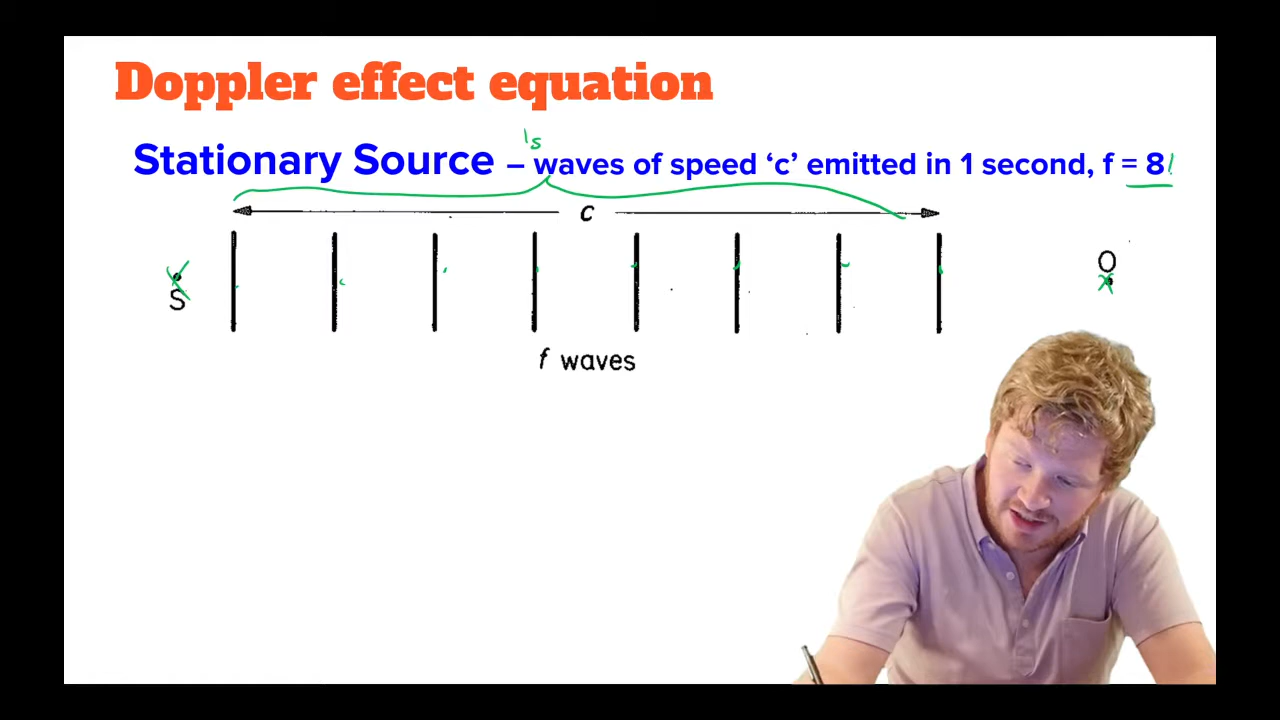 Doppler effect equation
1s
Stationary Source – waves of speed ‘c’ emitted in 1 second, f = 8!
c
S
O
f waves